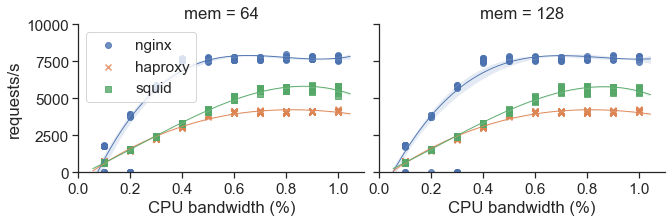 mem = 64
mem = 128
requests/s
10000
7500
5000
2500
0
nginx
haproxy
squid
0.0 0.2 0.4 0.6 0.8 1.0
0.0 0.2 0.4 0.6 0.8 1.0
CPU bandwidth (%)
CPU bandwidth (%)